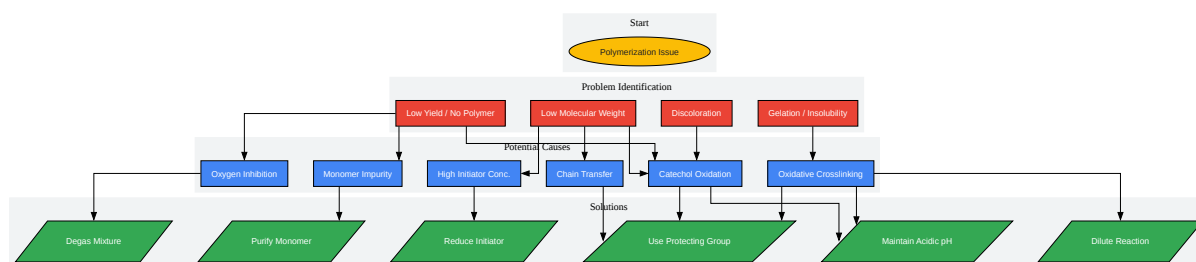 Start
Polymerization Issue
Problem Identification
Low Yield / No Polymer
Low Molecular Weight
Discoloration
Gelation / Insolubility
Potential Causes
Oxygen Inhibition
Monomer Impurity
High Initiator Conc.
Chain Transfer
Catechol Oxidation
Oxidative Crosslinking
Solutions
Degas Mixture
Purify Monomer
Reduce Initiator
Use Protecting Group
Maintain Acidic pH
Dilute Reaction